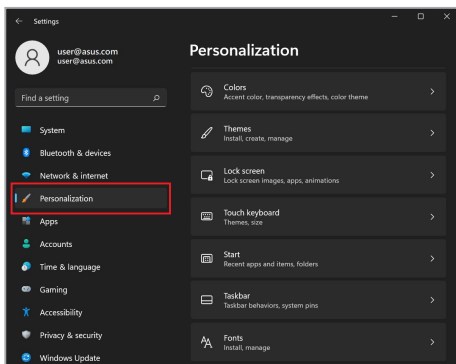 Settings
user@asus.com
user@asus.com
Find a setting
System
Bluetooth & devices
Network & internet
Personalization
Apps
Accounts
Time & language
Gaming
Accessibility
Privacy & security
Windows Update
Personalization
Colors
Accent color, transparency effects, color theme
Themes
Install, create, manage
Lock screen
Lock screen images, apps, animations
Touch keyboard
Themes, size
Start
Recent apps and items, folders
Taskbar
Taskbar behaviors, system pins
Fonts
Install, manage